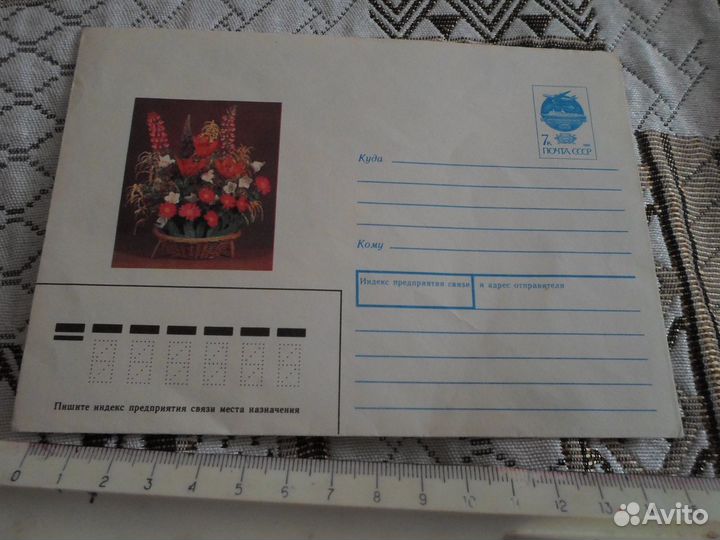 7к
ПОЧТА СССР
Куда
Кому
Индекс предприятия связи и адрес отправителя
Пишите индекс предприятия связи места назначения
0 1 2 3 4 5 6 7 8 9 10 11 12 13
Avito